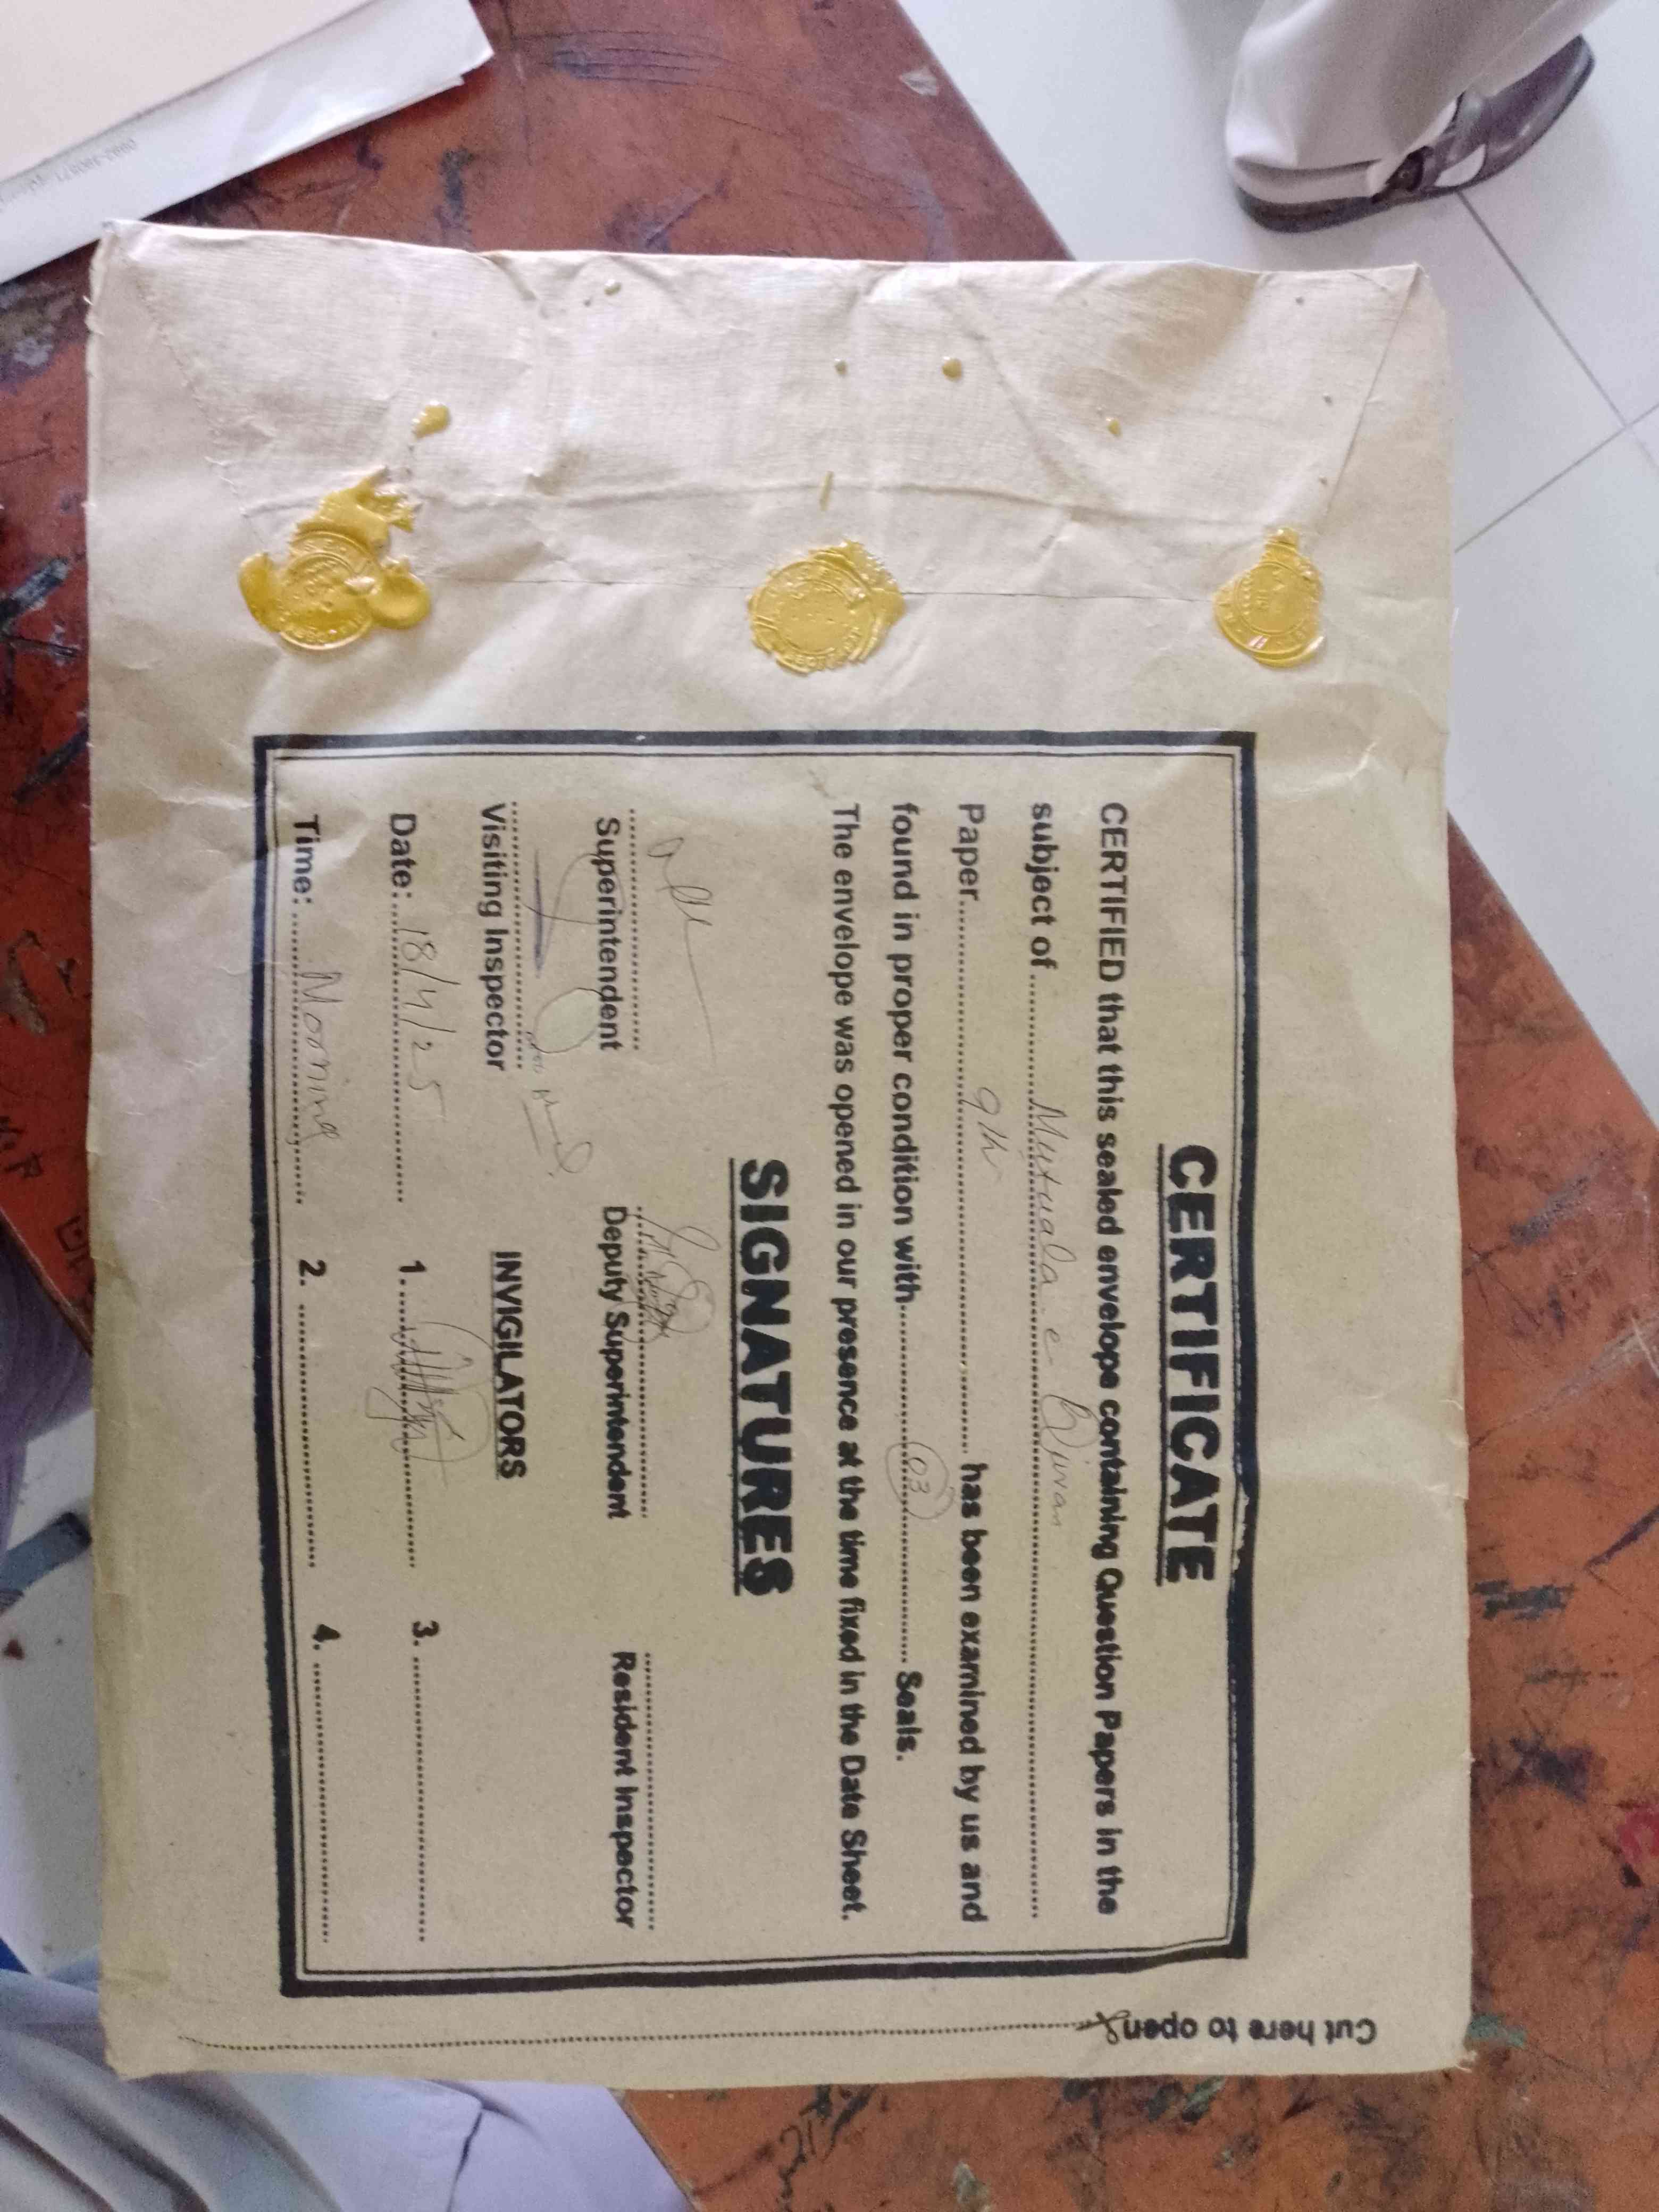 CERTIFICATE
CERTIFIED that this sealed envelope containing Question Papers in the
subject of.......... Mutuala - e - Quran ..........
Paper.......... 9th .......... has been examined by us and
found in proper condition with.......... 03 .......... Seals.
The envelope was opened in our presence at the time fixed in the Date Sheet.
SIGNATURES
Superintendent
Deputy Superintendent
Resident Inspector
Visiting Inspector
INVIGILATORS
Date: 18/4/25
1. ..........
3. ..........
Time: Morning
2. ..........
4. ..........
Cut here to open